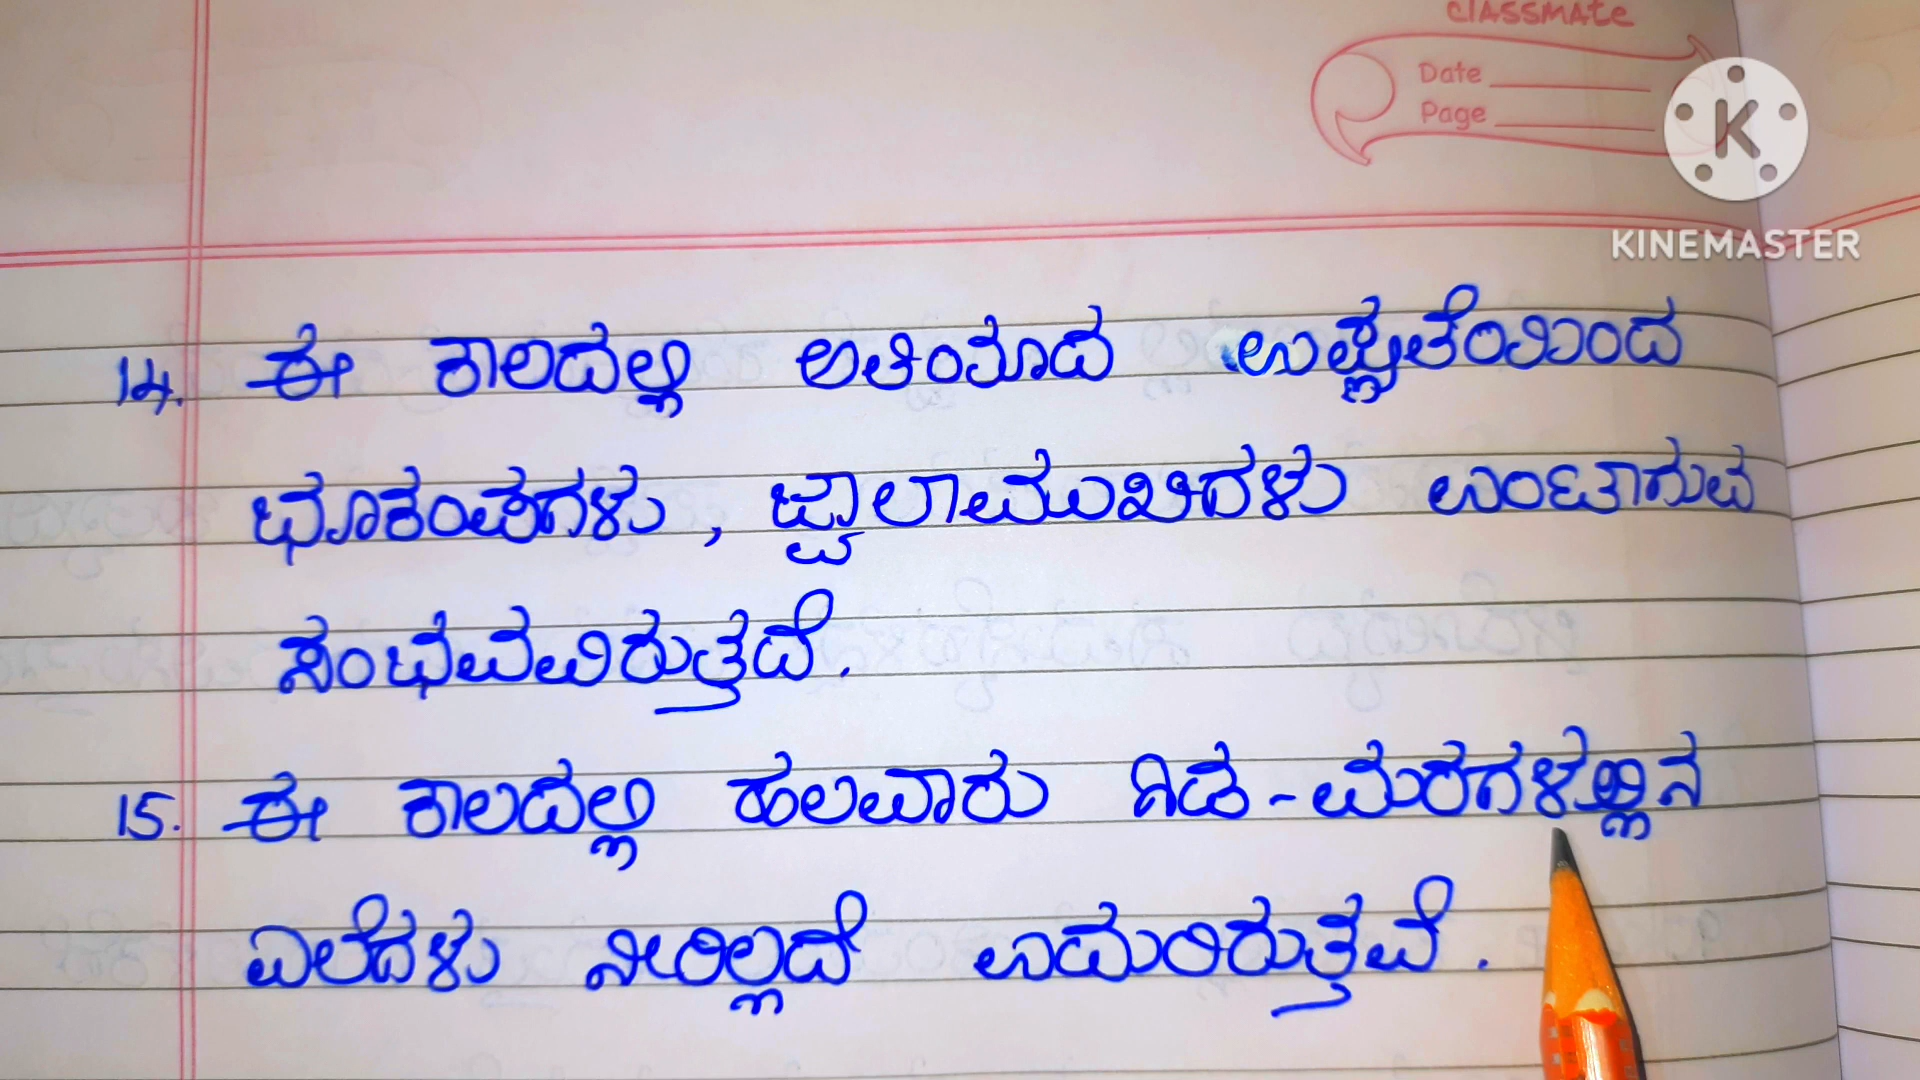 classmate
Date
Page
K
KINEMASTER
14. ಈ ಕಾಲದಲ್ಲಿ ಅತಿಯಾದ ಉಷ್ಣತೆಯಿಂದ
ಭೂಕಂಪಗಳು, ಜ್ವಾಲಾಮುಖಿಗಳು ಉಂಟಾಗುವ
ಸಂಭವವಿರುತ್ತದೆ.
15. ಈ ಕಾಲದಲ್ಲಿ ಹಲವಾರು ಗಿಡ-ಮರಗಳಲ್ಲಿನ
ಎಲೆಗಳು ನೀರಿಲ್ಲದೆ ಉದುರಿರುತ್ತವೆ.